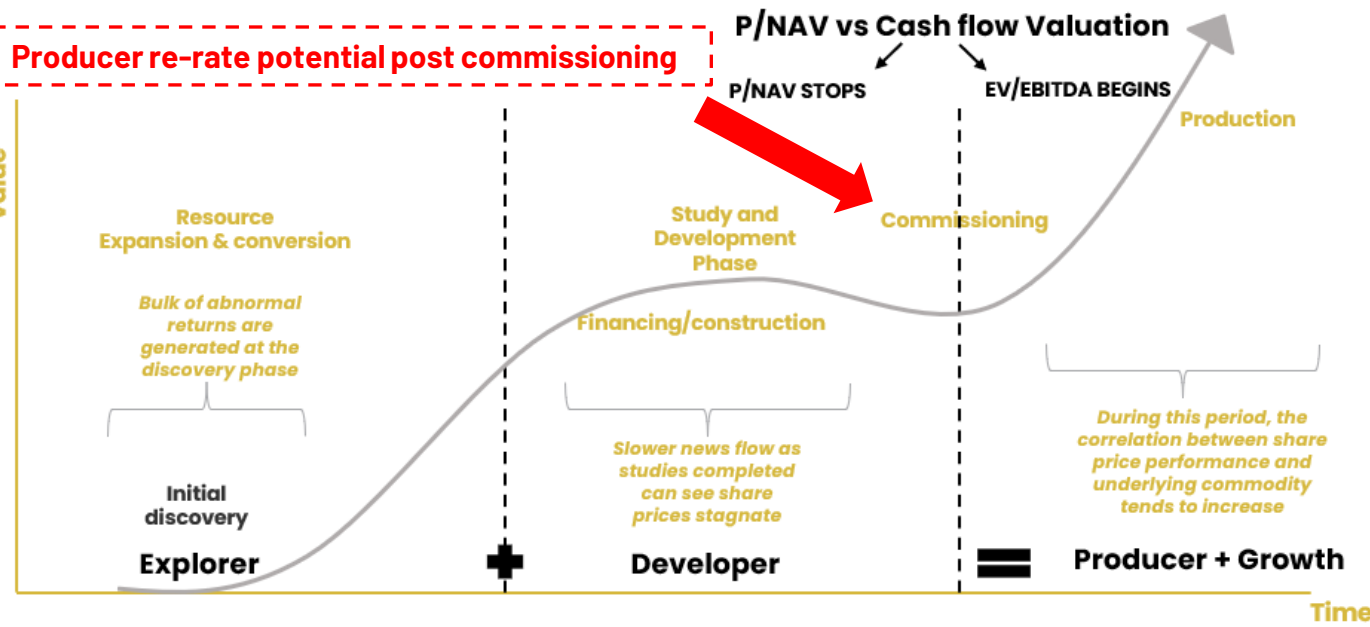 P/NAV vs Cash flow Valuation
Producer re-rate potential post commissioning
P/NAV STOPS
EV/EBITDA BEGINS
Production
Value
Resource
Expansion & conversion
Study and
Development
Phase
Commissioning
Bulk of abnormal
returns are
generated at the
discovery phase
Financing/construction
During this period, the
correlation between share
price performance and
underlying commodity
tends to increase
Slower news flow as
studies completed
can see share
prices stagnate
Initial
discovery
Explorer
Developer
Producer + Growth
Time